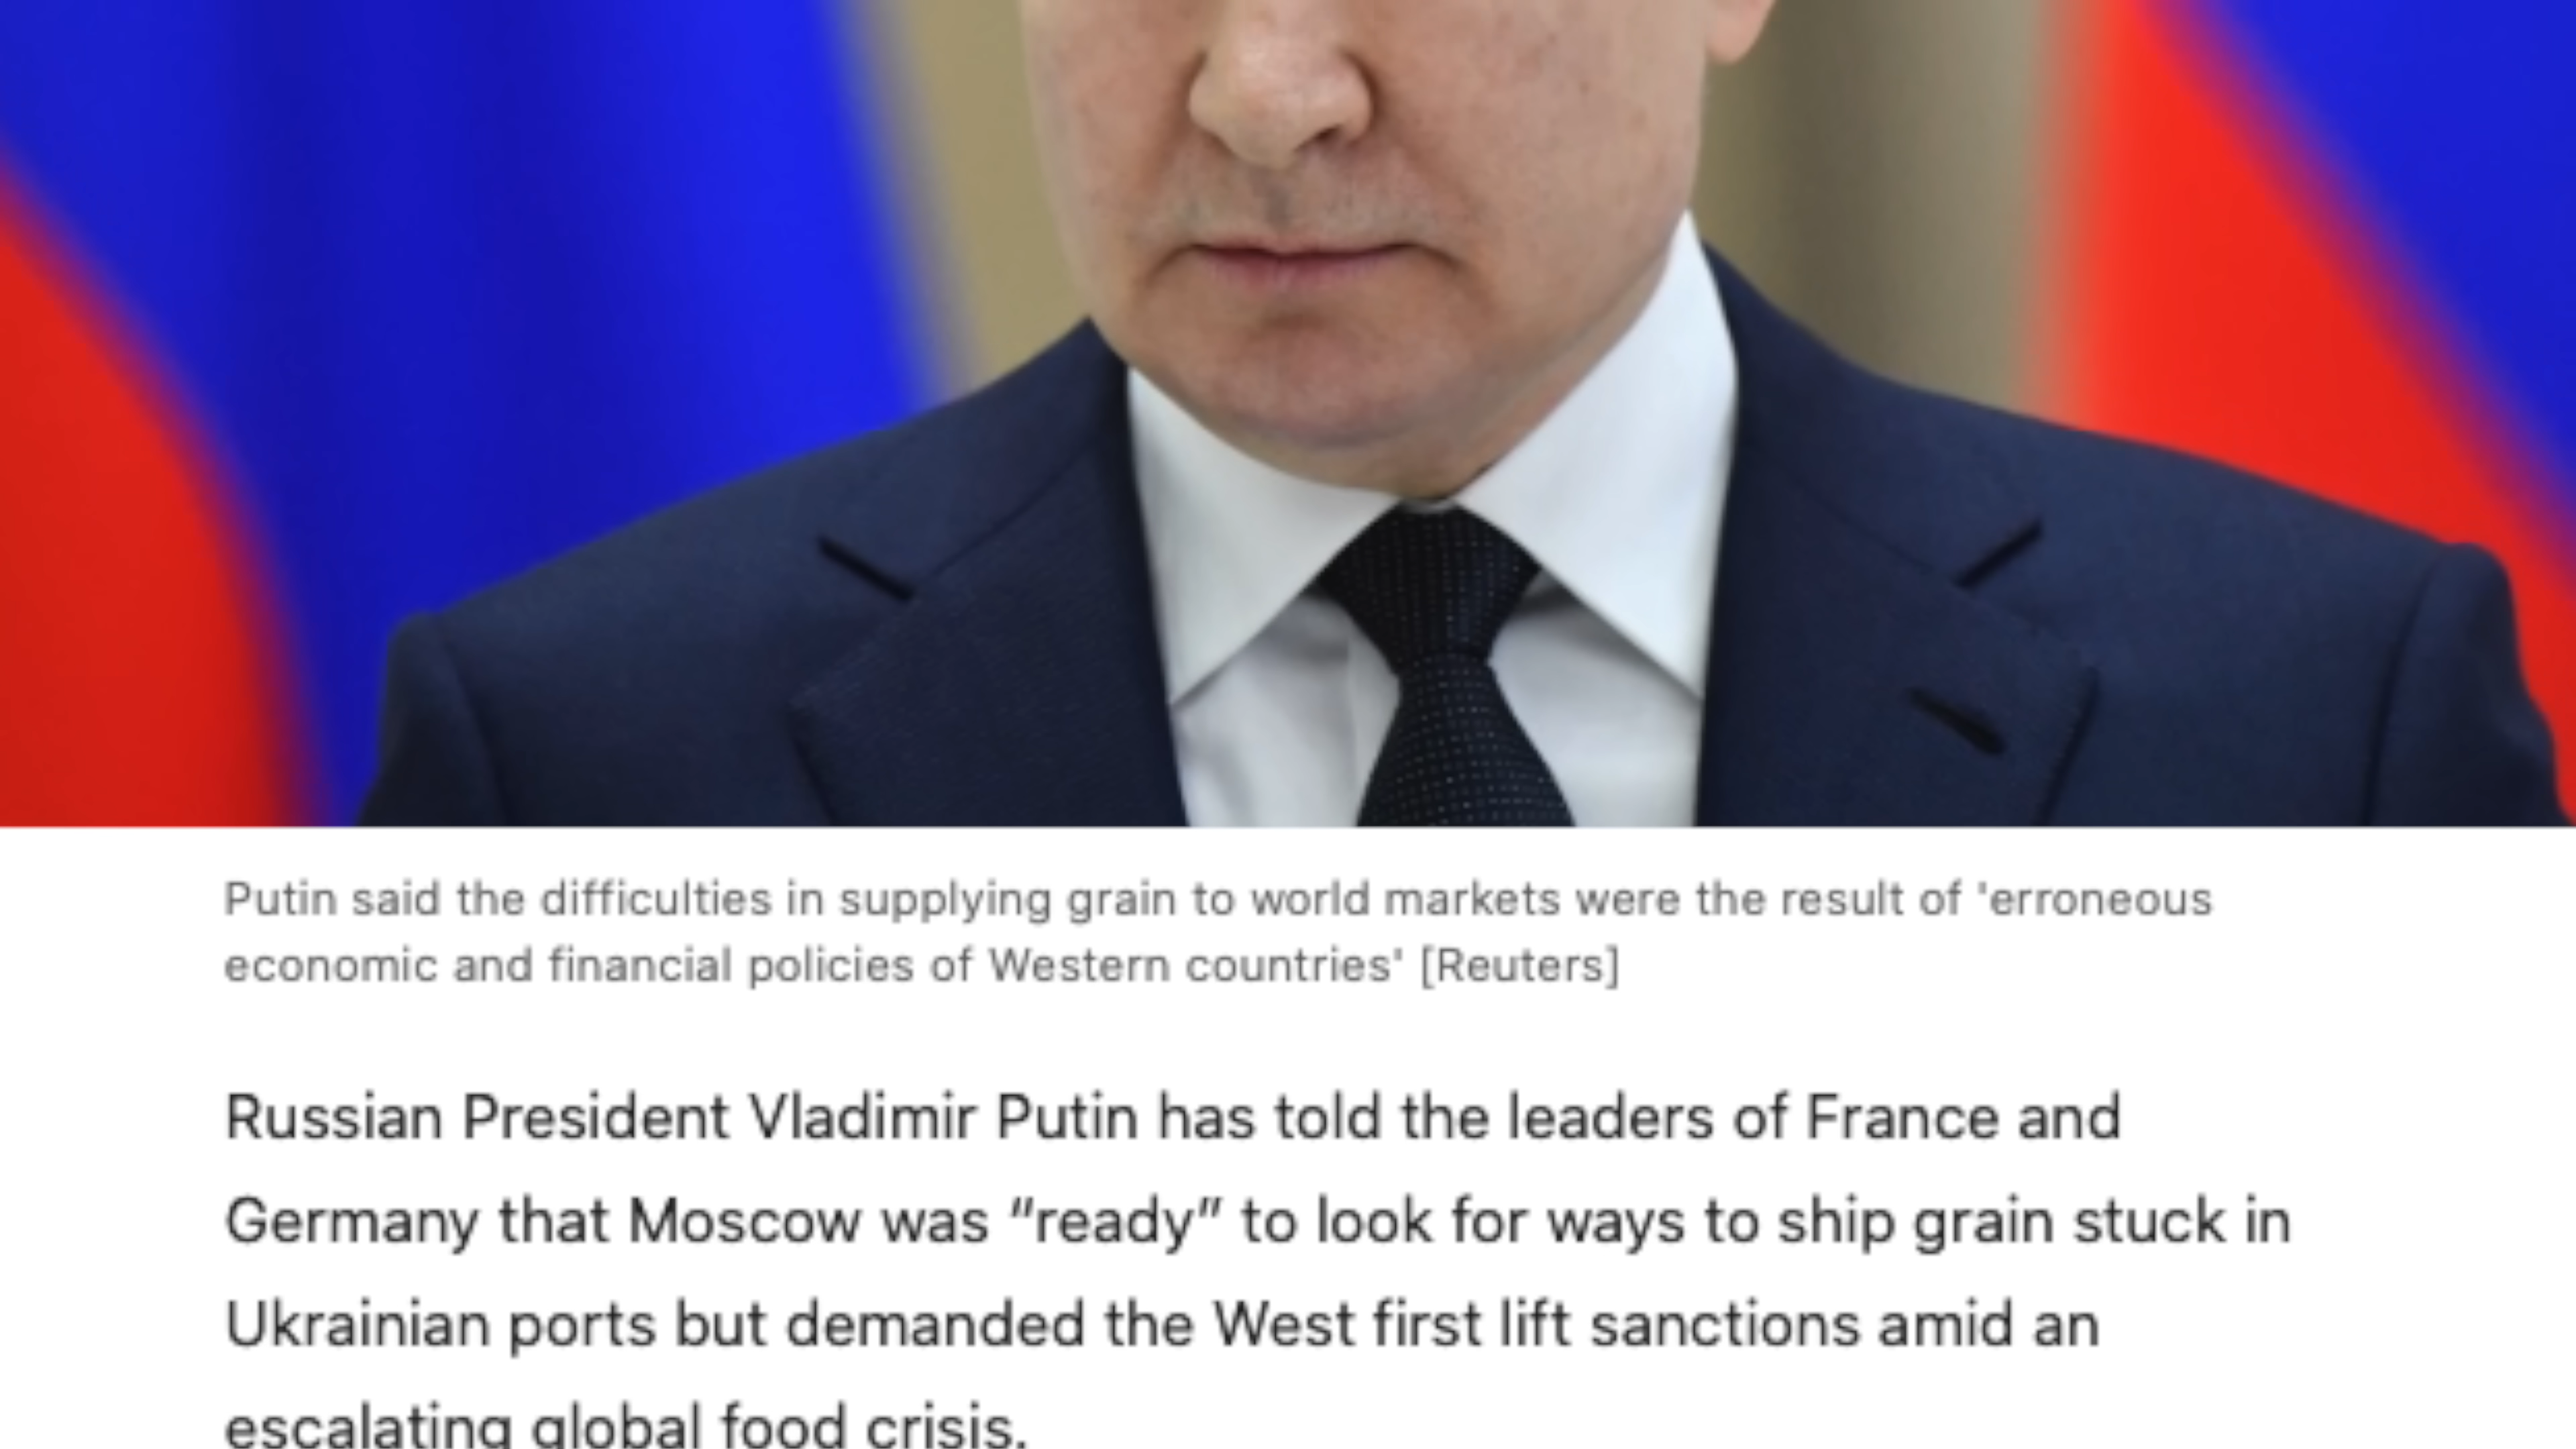 Putin said the difficulties in supplying grain to world markets were the result of 'erroneous
economic and financial policies of Western countries' [Reuters]
Russian President Vladimir Putin has told the leaders of France and
Germany that Moscow was “ready” to look for ways to ship grain stuck in
Ukrainian ports but demanded the West first lift sanctions amid an
escalating global food crisis.